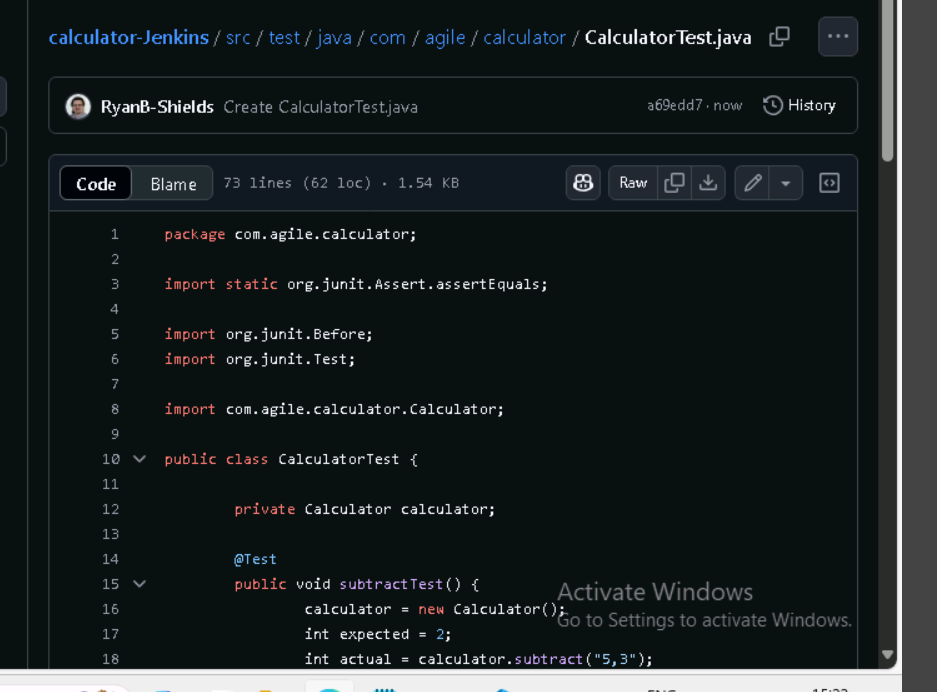 calculator-Jenkins / src / test / java / com / agile / calculator / CalculatorTest.java
RyanB-Shields Create CalculatorTest.java a69edd7 · now History
Code Blame 73 lines (62 loc) · 1.54 KB Raw
1 package com.agile.calculator;
2
3 import static org.junit.Assert.assertEquals;
4
5 import org.junit.Before;
6 import org.junit.Test;
7
8 import com.agile.calculator.Calculator;
9
10 public class CalculatorTest {
11
12 private Calculator calculator;
13
14 @Test
15 public void subtractTest() {
16 calculator = new Calculator();
17 int expected = 2;
18 int actual = calculator.subtract("5,3");
Activate Windows
Go to Settings to activate Windows.